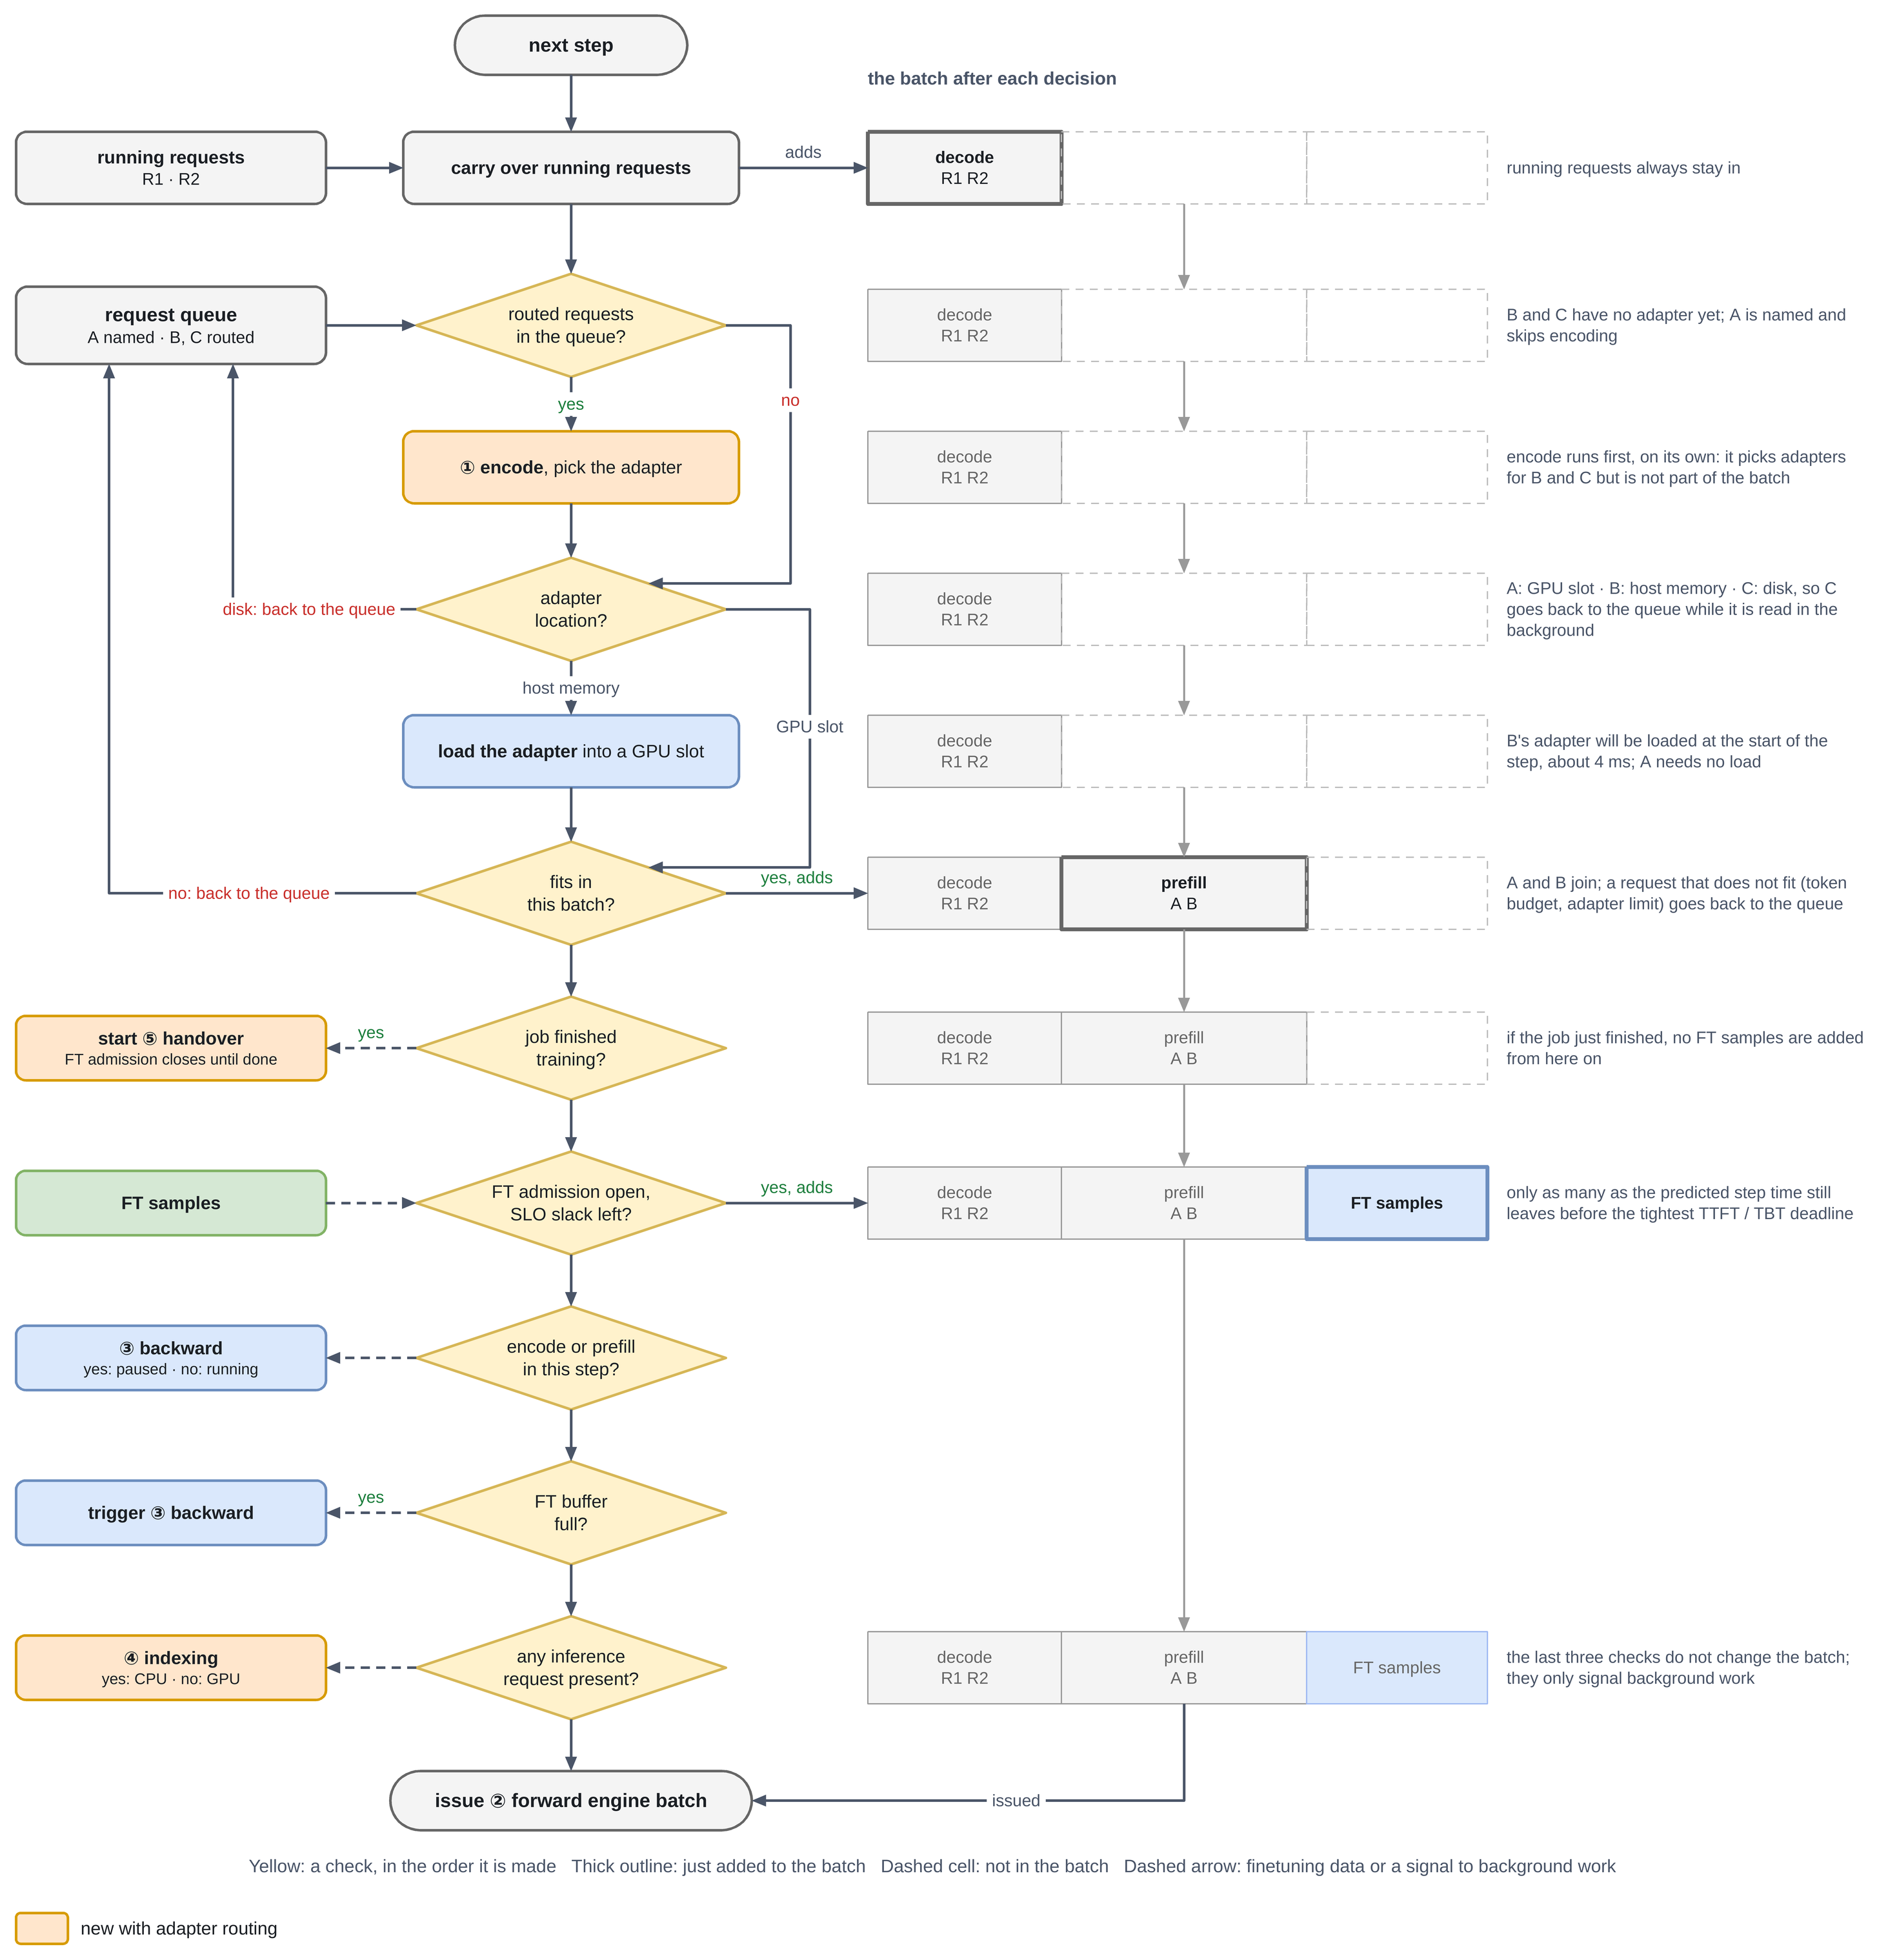 next step
the batch after each decision
running requests
R1 · R2
carry over running requests
adds
decode
R1 R2
running requests always stay in
request queue
A named · B, C routed
routed requests
in the queue?
decode
R1 R2
B and C have no adapter yet; A is named and
skips encoding
yes
no
① encode, pick the adapter
decode
R1 R2
encode runs first, on its own: it picks adapters
for B and C but is not part of the batch
disk: back to the queue
adapter
location?
decode
R1 R2
A: GPU slot · B: host memory · C: disk, so C
goes back to the queue while it is read in the
background
host memory
GPU slot
load the adapter into a GPU slot
decode
R1 R2
B's adapter will be loaded at the start of the
step, about 4 ms; A needs no load
no: back to the queue
fits in
this batch?
yes, adds
decode
R1 R2
prefill
A B
A and B join; a request that does not fit (token
budget, adapter limit) goes back to the queue
start ⑤ handover
FT admission closes until done
yes
job finished
training?
decode
R1 R2
prefill
A B
if the job just finished, no FT samples are added
from here on
FT samples
FT admission open,
SLO slack left?
yes, adds
decode
R1 R2
prefill
A B
FT samples
only as many as the predicted step time still
leaves before the tightest TTFT / TBT deadline
③ backward
yes: paused · no: running
encode or prefill
in this step?
trigger ③ backward
yes
FT buffer
full?
④ indexing
yes: CPU · no: GPU
any inference
request present?
decode
R1 R2
prefill
A B
FT samples
the last three checks do not change the batch;
they only signal background work
issue ② forward engine batch
issued
Yellow: a check, in the order it is made   Thick outline: just added to the batch   Dashed cell: not in the batch   Dashed arrow: finetuning data or a signal to background work
new with adapter routing